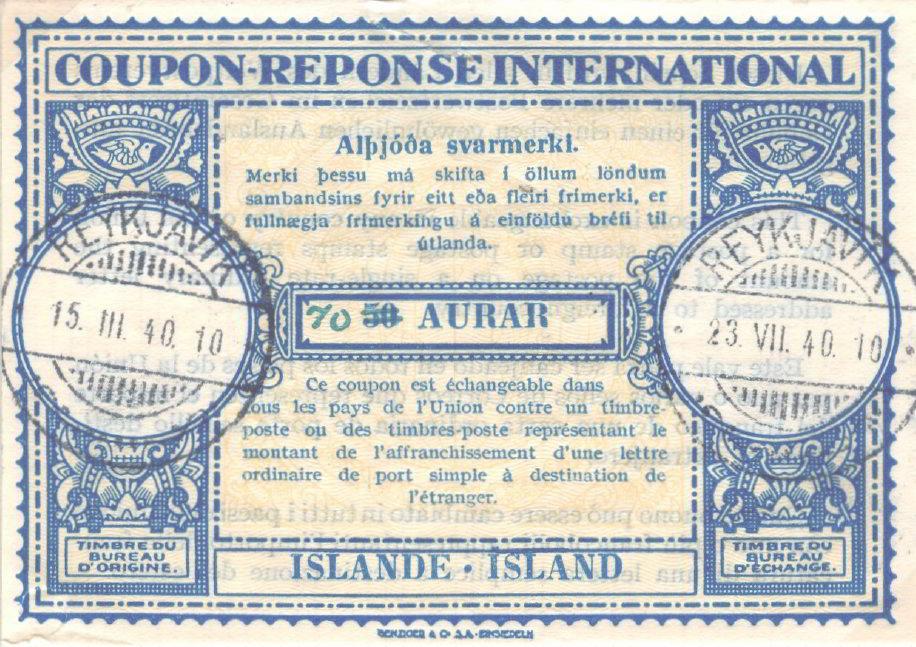 COUPON-REPONSE INTERNATIONAL
Alþjóða svarmerki.
Merki þessu má skifta í öllum löndum
sambandsins fyrir eitt eða fleiri frímerki, er
fullnægja frímerkingu á einföldu bréfi til
útlanda.
REYKJAVÍK
15. III. 40. 10
70 50 AURAR
REYKJAVÍK
23. VII. 40. 10
Ce coupon est échangeable dans
tous les pays de l'Union contre un timbre-
poste ou des timbres-poste représentant le
montant de l'affranchissement d'une lettre
ordinaire de port simple à destination de
l'étranger.
TIMBRE DU
BUREAU
D'ORIGINE.
ISLANDE · ISLAND
TIMBRE DU
BUREAU
D'ÉCHANGE.
BENZIGER & Co S.A. - EINSIEDELN